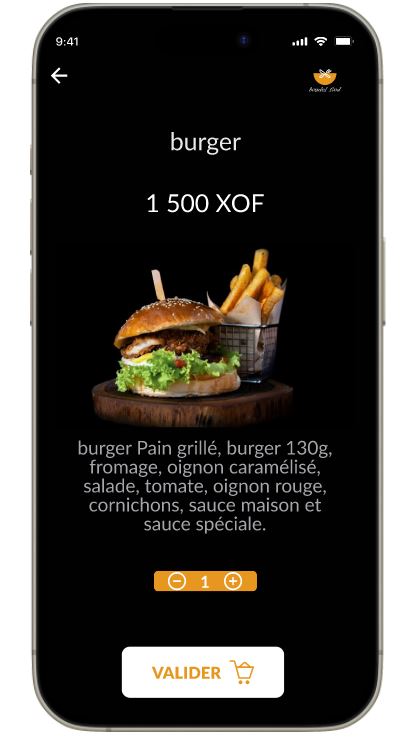 9:41
burger
1 500 XOF
burger Pain grillé, burger 130g,
fromage, oignon caramélisé,
salade, tomate, oignon rouge,
cornichons, sauce maison et
sauce spéciale.
1
VALIDER